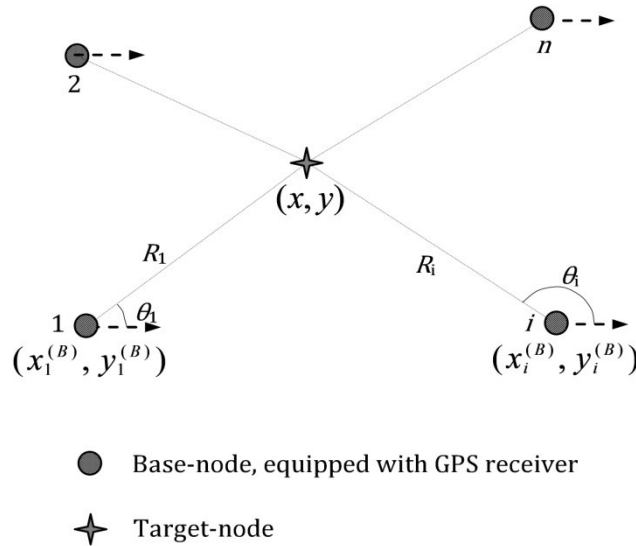 n
2
(x, y)
R₁
Rᵢ
θ₁
θᵢ
1
i
(x₁⁽ᴮ⁾, y₁⁽ᴮ⁾)
(xᵢ⁽ᴮ⁾, yᵢ⁽ᴮ⁾)
Base-node, equipped with GPS receiver
Target-node